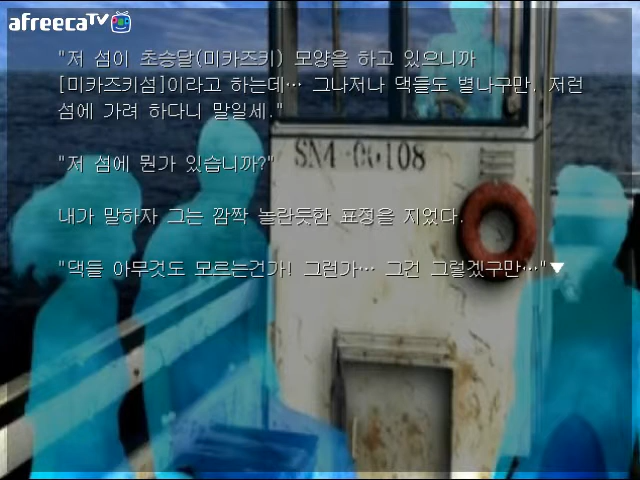 afreecaTV
"저 섬이 초승달(미카즈키) 모양을 하고 있으니까
[미카즈키섬]이라고 하는데… 그나저나 댁들도 별나구만. 저런
섬에 가려 하다니 말일세."
"저 섬에 뭔가 있습니까?"
SN4-06108
내가 말하자 그는 깜짝 놀란듯한 표정을 지었다.
"댁들 아무것도 모르는건가! 그런가… 그건 그렇겠구만…"